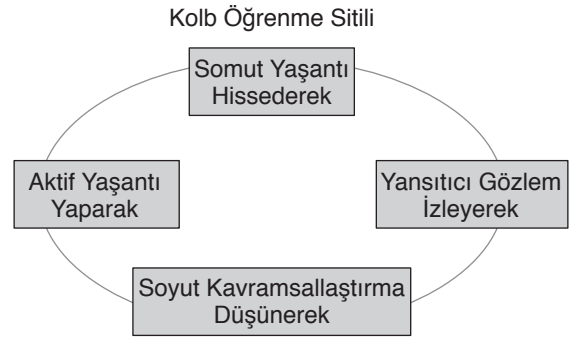 Kolb Öğrenme Sitili
Somut Yaşantı
Hissederek
Aktif Yaşantı
Yaparak
Yansıtıcı Gözlem
İzleyerek
Soyut Kavramsallaştırma
Düşünerek